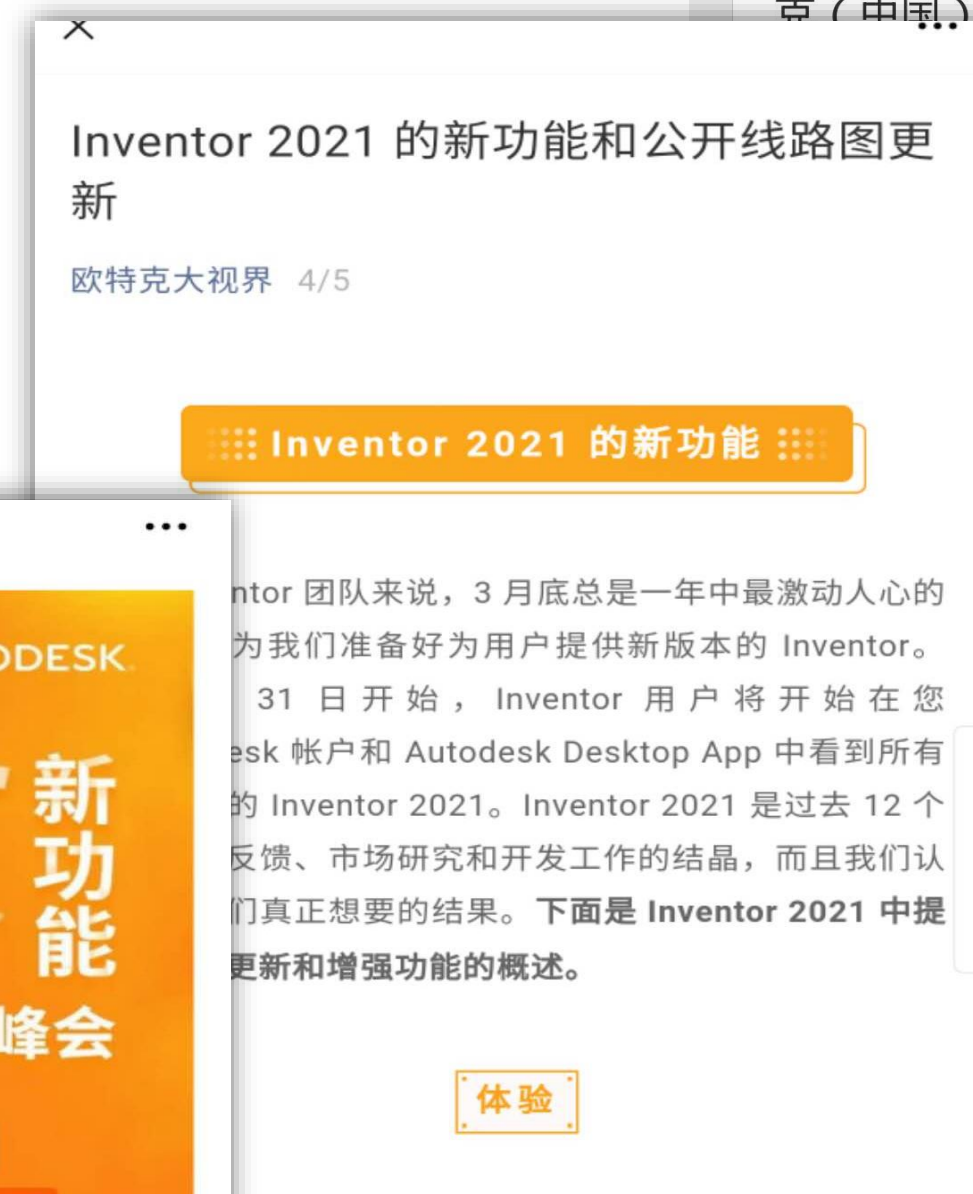 克（中国）
Inventor 2021 的新功能和公开线路图更
新
欧特克大视界 4/5
Inventor 2021 的新功能
团队来说，3 月底总是一年中最激动人心的
为我们准备好为用户提供新版本的 Inventor。
31 日开始，Inventor 用户将开始在您
帐户和 Autodesk Desktop App 中看到所有
的 Inventor 2021。Inventor 2021 是过去 12 个
反馈、市场研究和开发工作的结晶，而且我们认
们真正想要的结果。下面是 Inventor 2021 中提
更新和增强功能的概述。
体验
DESK
新
功
能
峰会